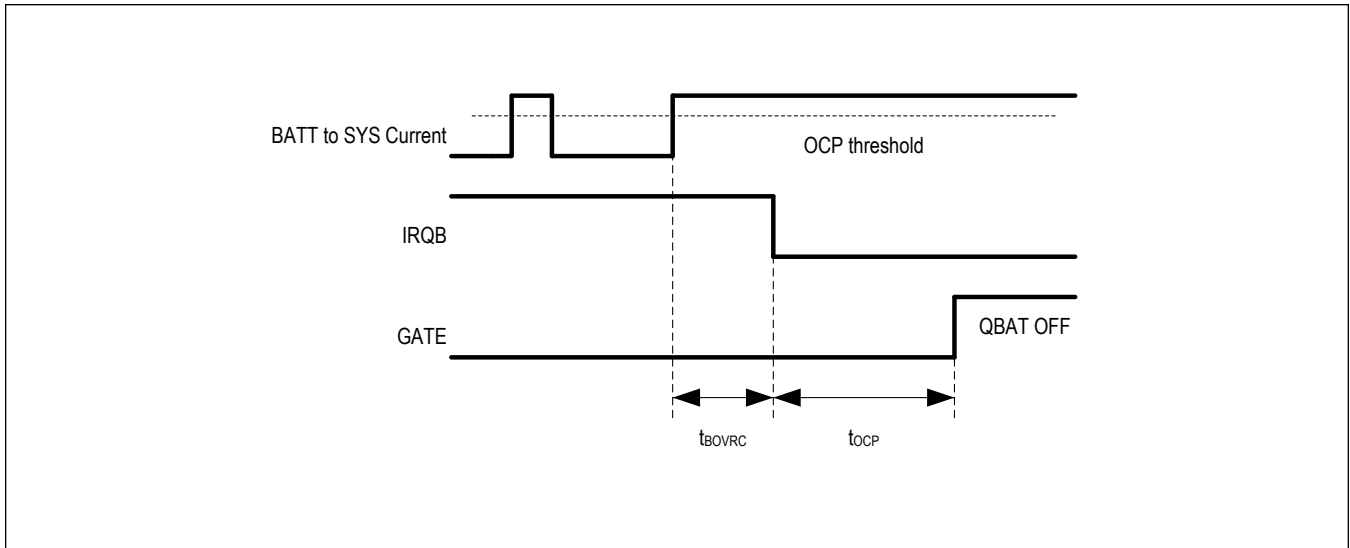 BATT to SYS Current
OCP threshold
IRQB
GATE
QBAT OFF
tBOVRC
tOCP